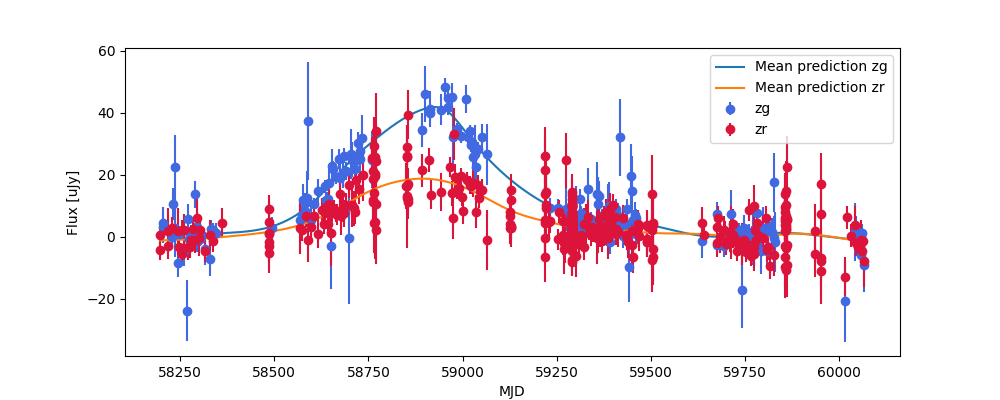 60
40
20
0
−20
Flux [uJy]
58250 58500 58750 59000 59250 59500 59750 60000
MJD
Mean prediction zg
Mean prediction zr
zg
zr